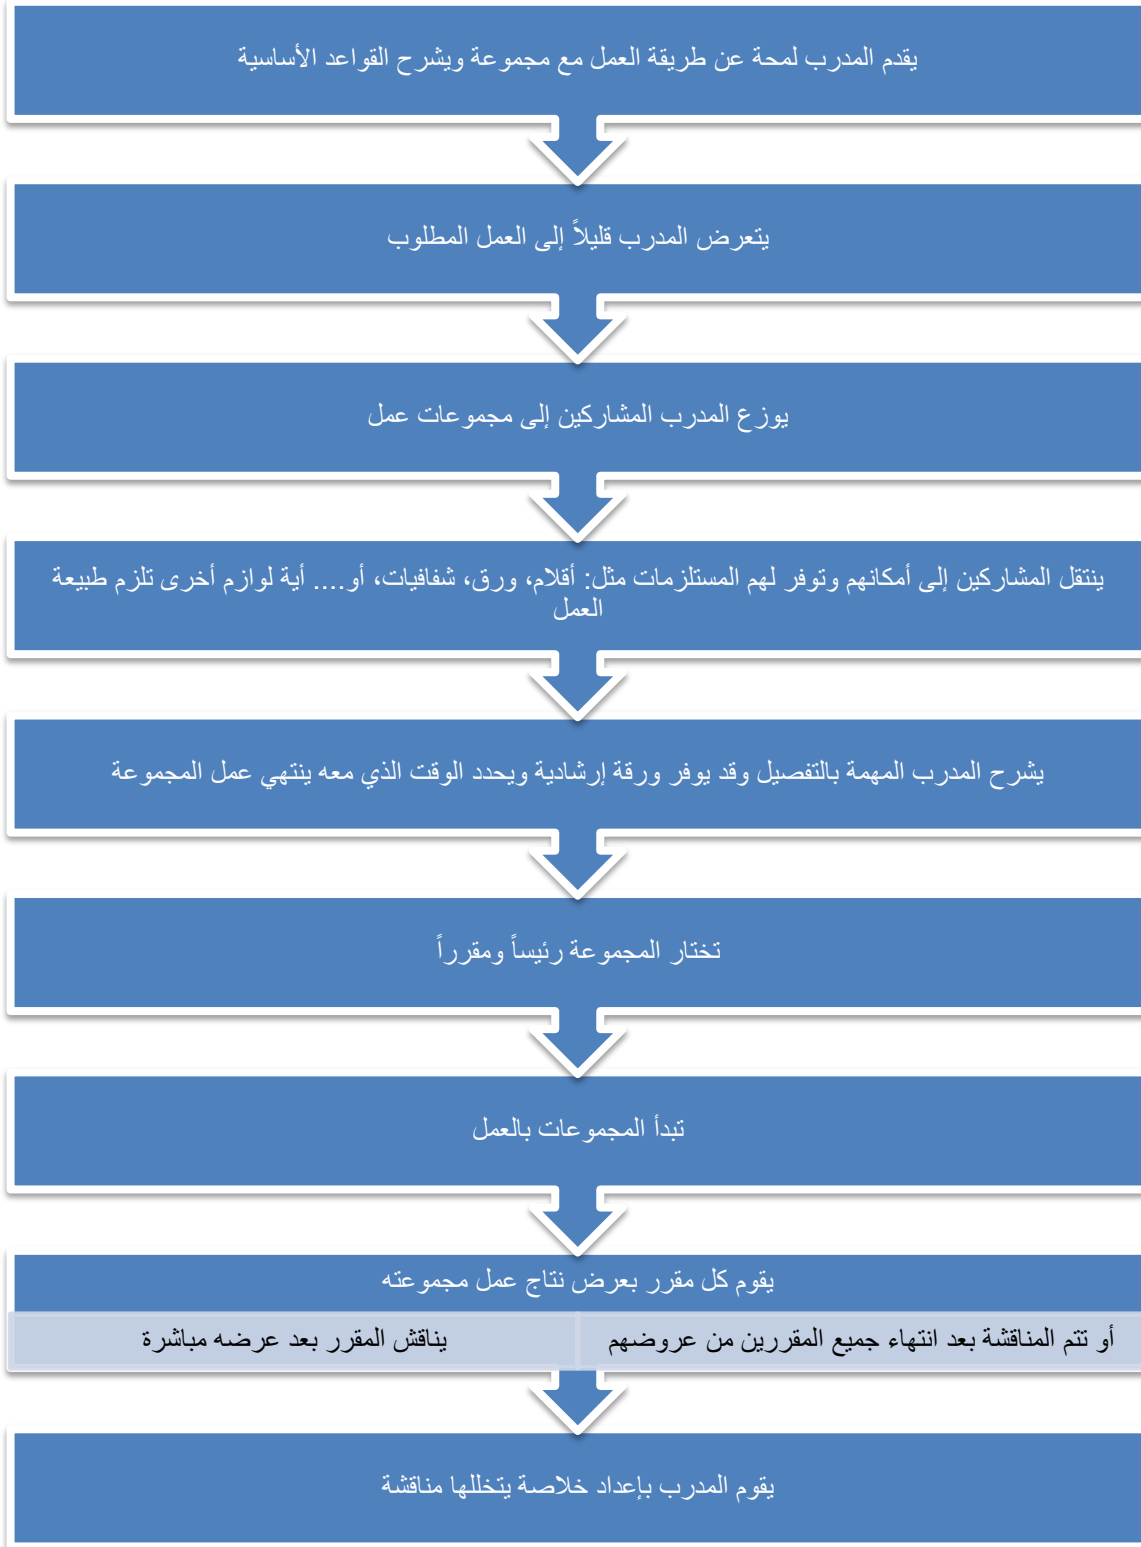 يقدم المدرب لمحة عن طريقة العمل مع مجموعة ويشرح القواعد الأساسية
يتعرض المدرب قليلاً إلى العمل المطلوب
يوزع المدرب المشاركين إلى مجموعات عمل
ينتقل المشاركين إلى أمكانهم وتوفر لهم المستلزمات مثل: أقلام، ورق، شفافيات، أو.... أية لوازم أخرى تلزم طبيعة
العمل
يشرح المدرب المهمة بالتفصيل وقد يوفر ورقة إرشادية ويحدد الوقت الذي معه ينتهي عمل المجموعة
تختار المجموعة رئيساً ومقرراً
تبدأ المجموعات بالعمل
يقوم كل مقرر بعرض نتاج عمل مجموعته
أو تتم المناقشة بعد انتهاء جميع المقررين من عروضهم
يناقش المقرر بعد عرضه مباشرة
يقوم المدرب بإعداد خلاصة يتخللها مناقشة